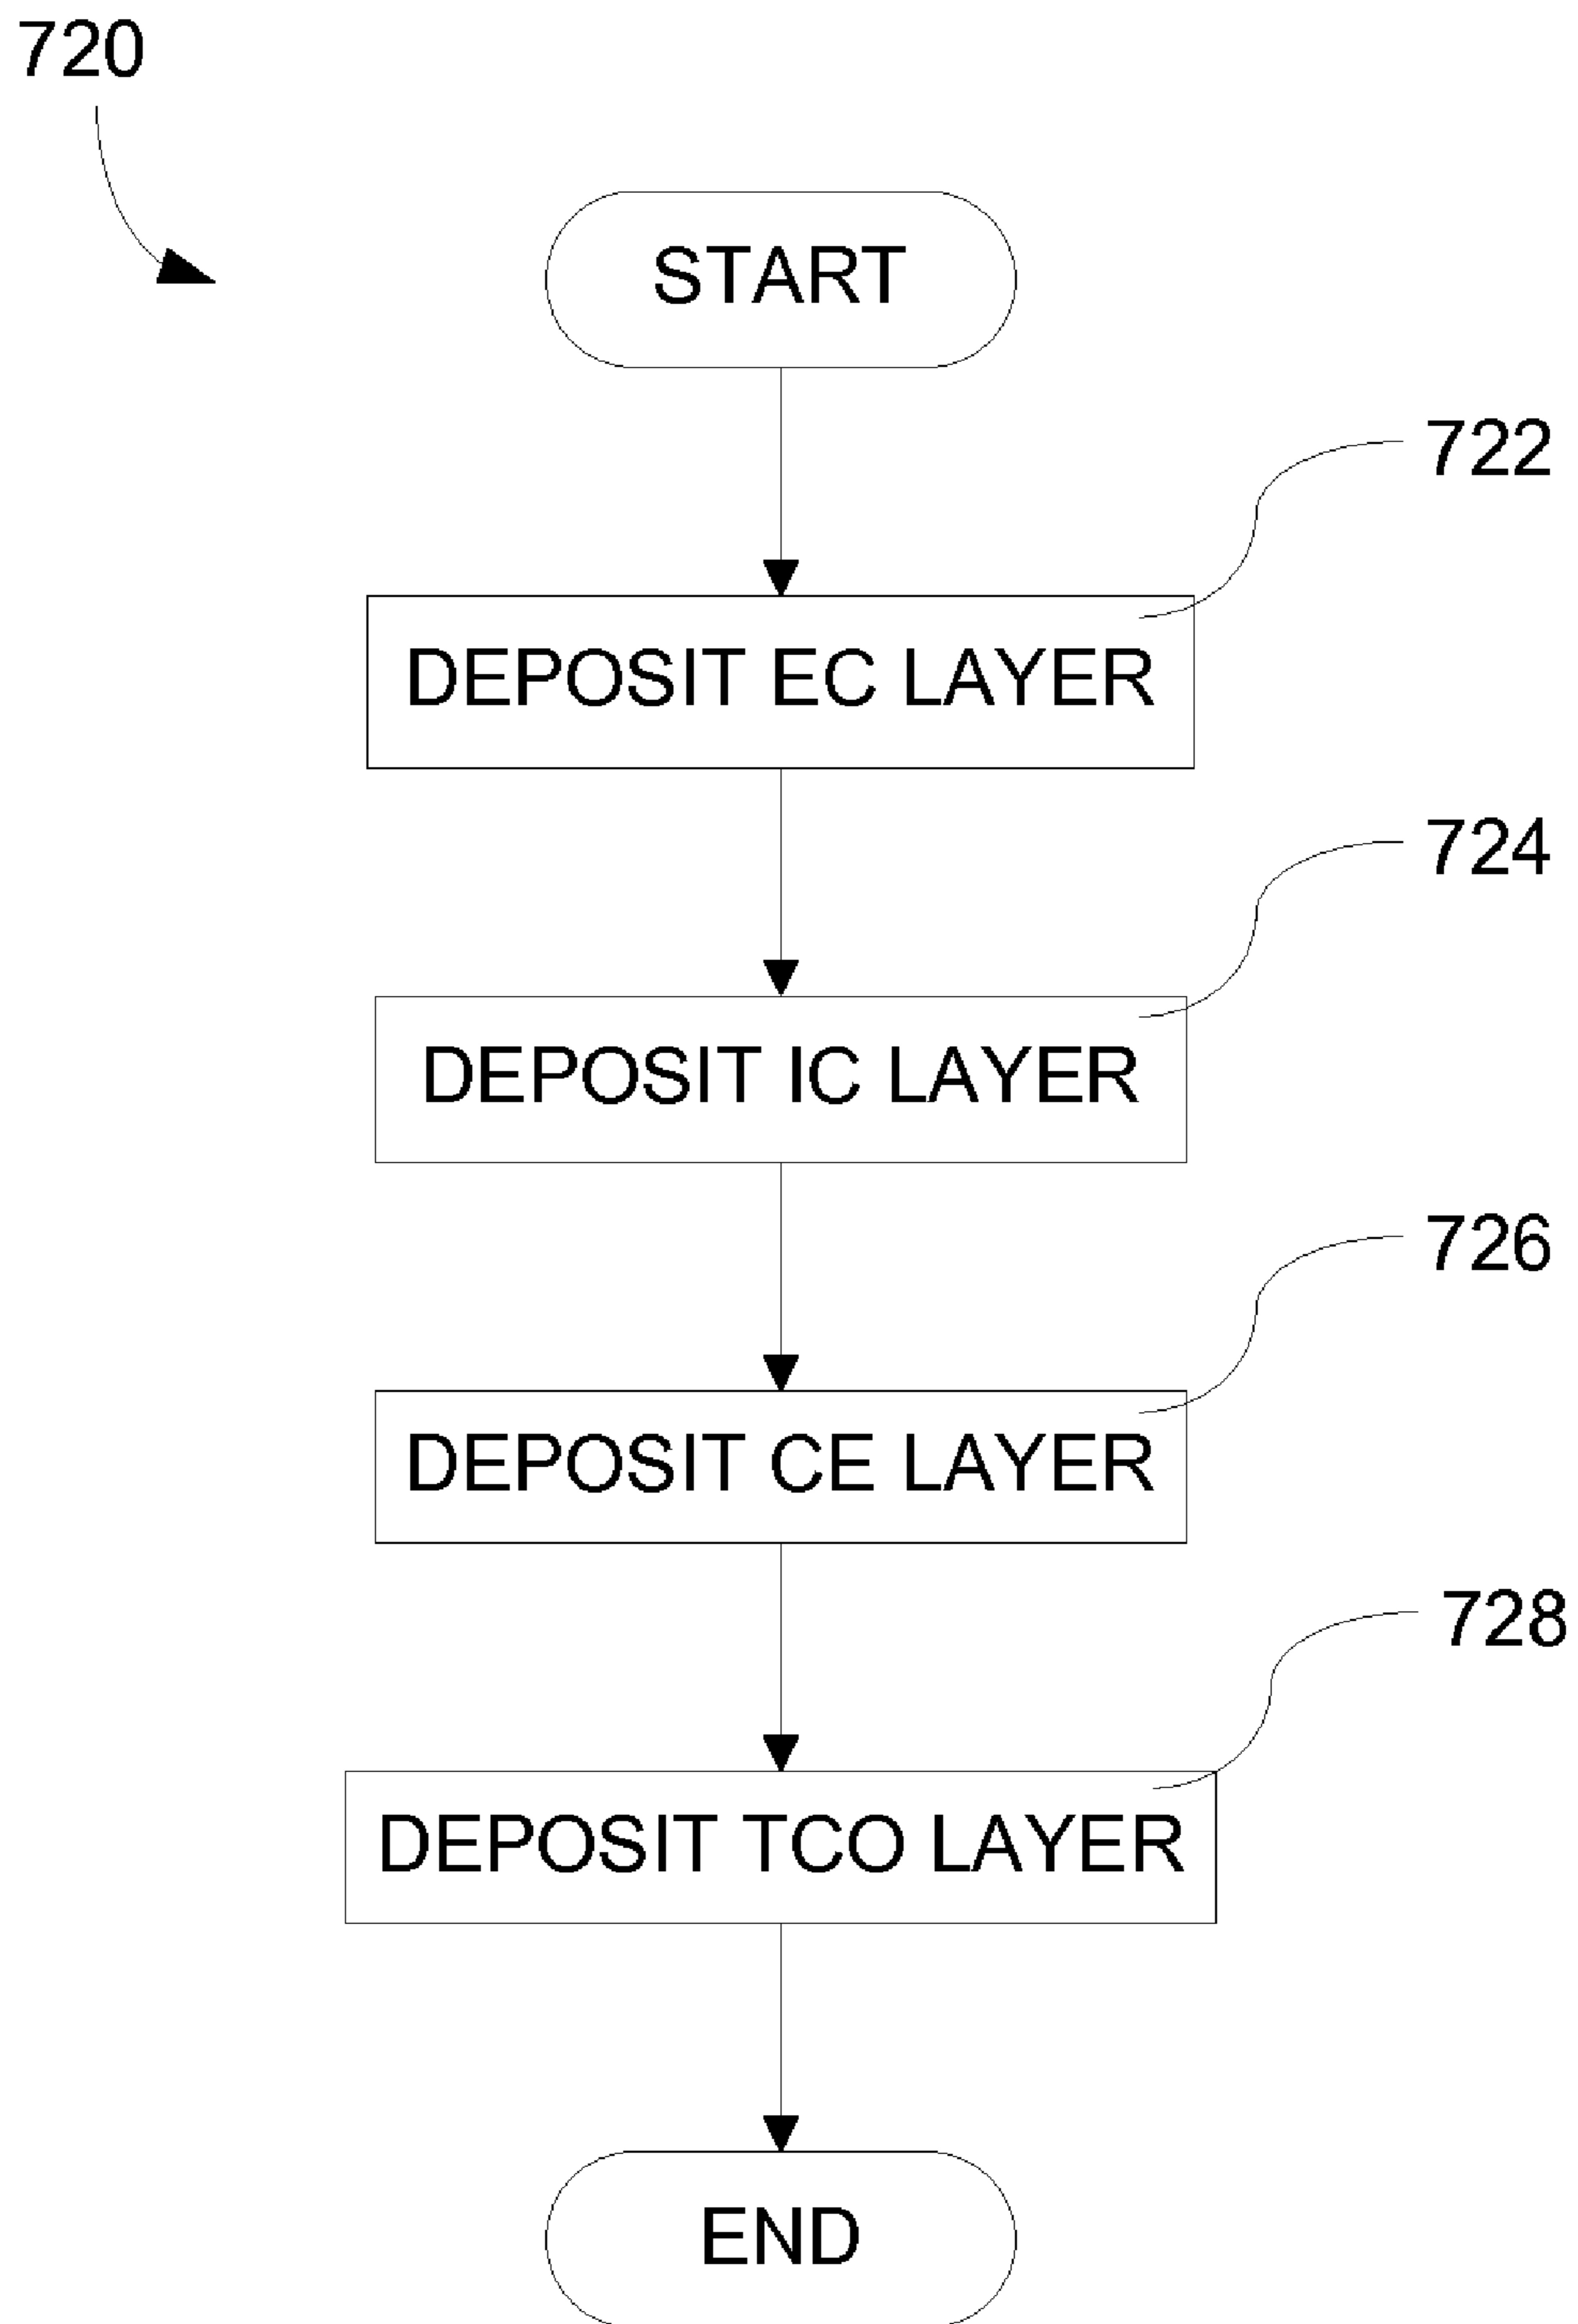 720
START
722
DEPOSIT EC LAYER
724
DEPOSIT IC LAYER
726
DEPOSIT CE LAYER
728
DEPOSIT TCO LAYER
END